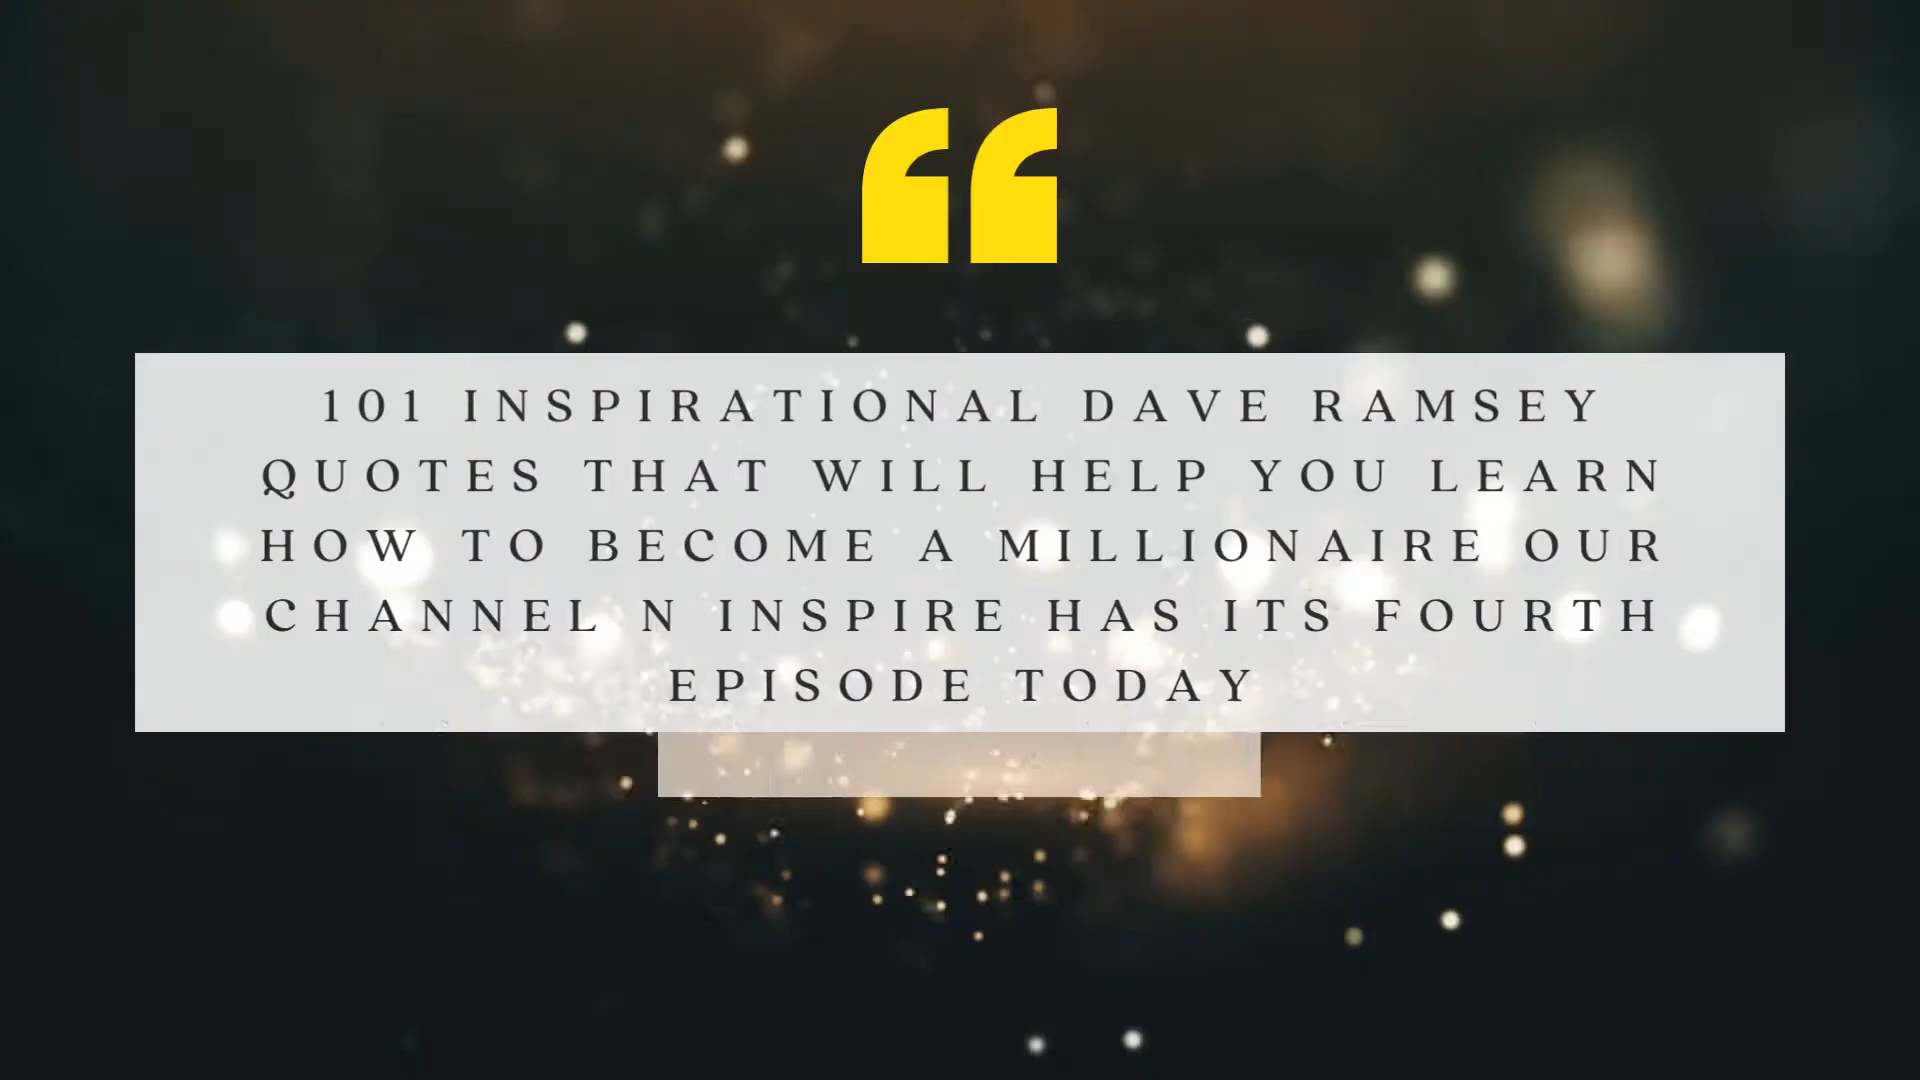 101 INSPIRATIONAL DAVE RAMSEY
QUOTES THAT WILL HELP YOU LEARN
HOW TO BECOME A MILLIONAIRE OUR
CHANNEL N INSPIRE HAS ITS FOURTH
EPISODE TODAY